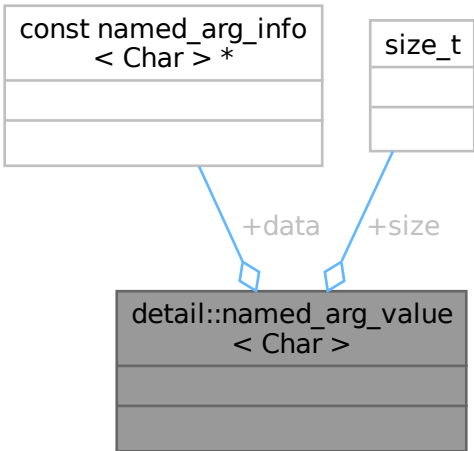 const named_arg_info
< Char > *
size_t
+data
+size
detail::named_arg_value
< Char >